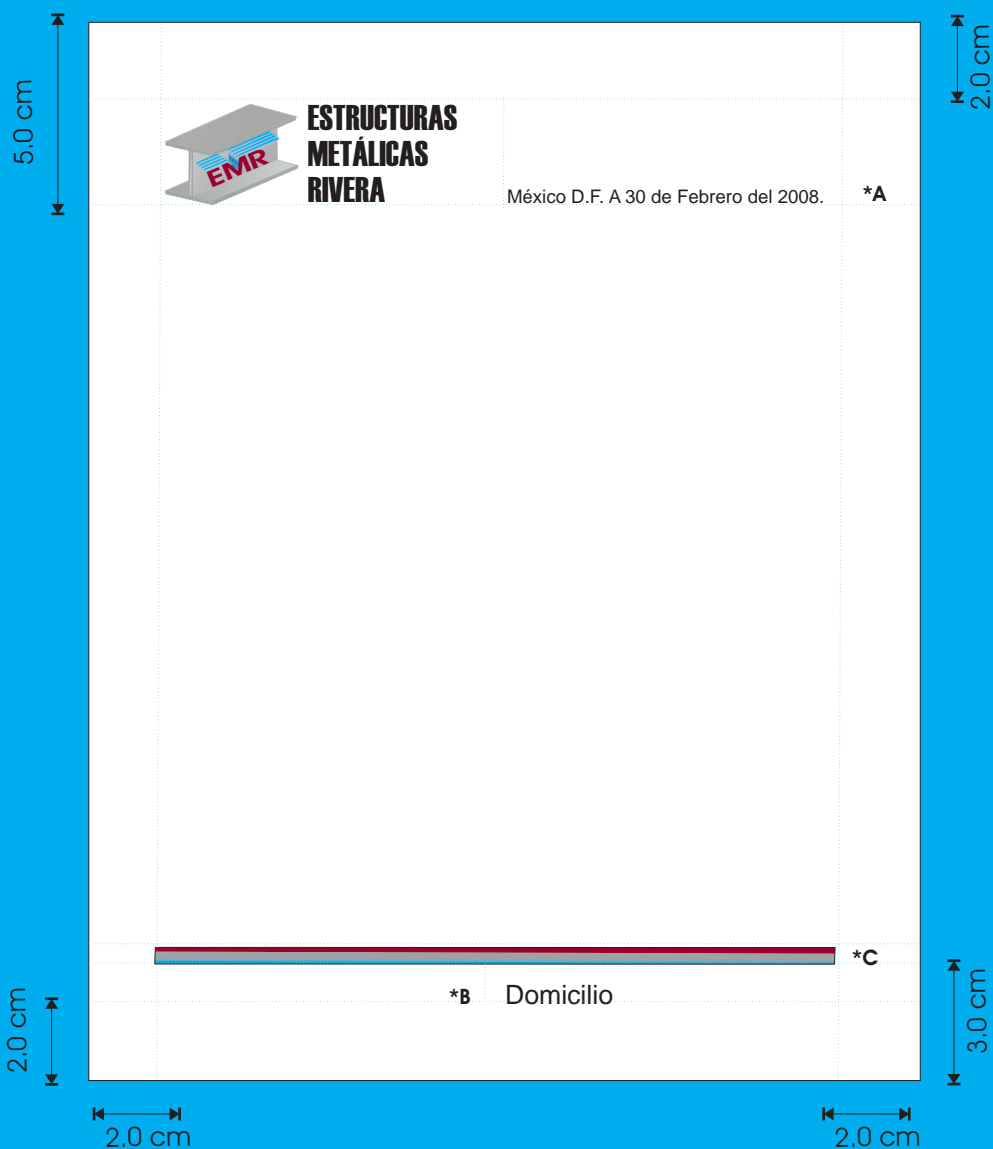 5.0 cm
2.0 cm
ESTRUCTURAS
METÁLICAS
RIVERA
EMR
México D.F. A 30 de Febrero del 2008.
*A
*C
*B Domicilio
2.0 cm
3.0 cm
2.0 cm
2.0 cm